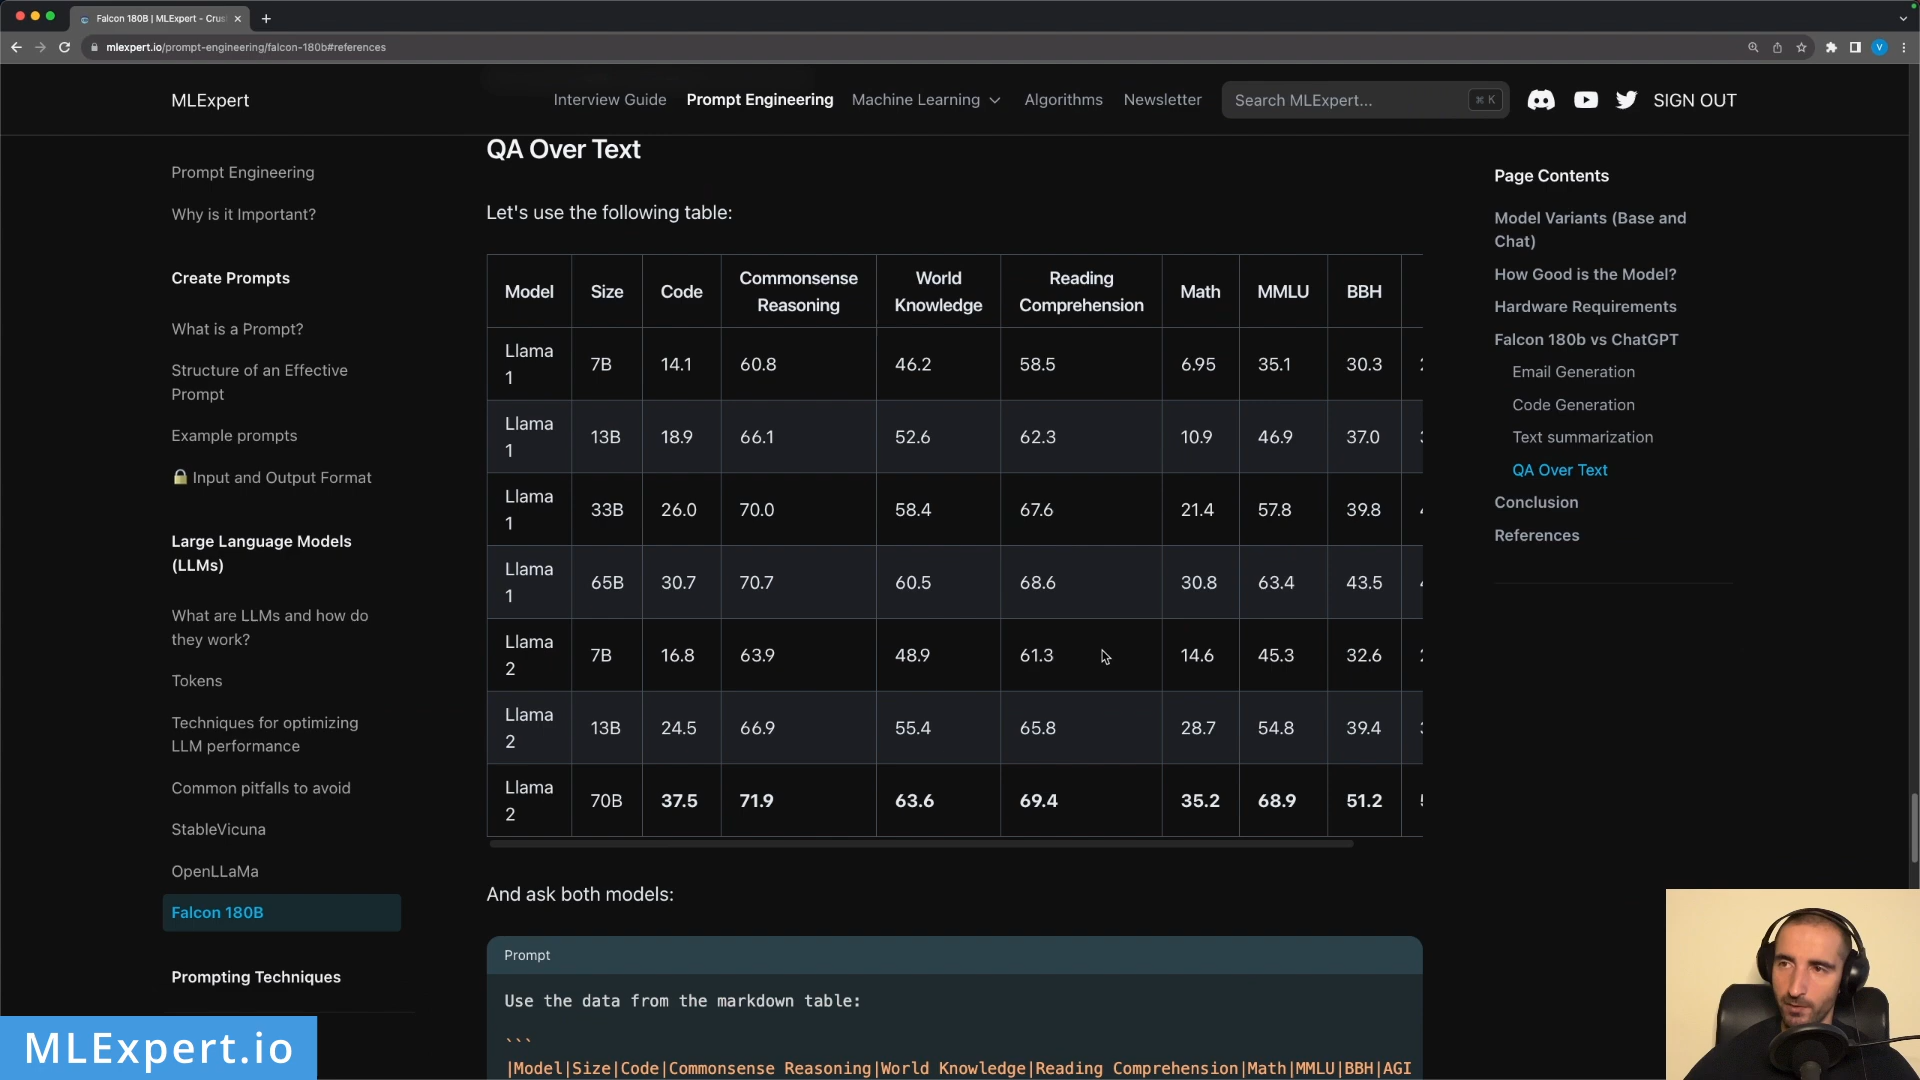 Falcon 180B | MLExpert - Crus
mlexpert.io/prompt-engineering/falcon-180b#references
V
MLExpert
Interview Guide
Prompt Engineering
Machine Learning
Algorithms
Newsletter
Search MLExpert...
⌘ K
SIGN OUT
Prompt Engineering
Why is it Important?
Create Prompts
What is a Prompt?
Structure of an Effective
Prompt
Example prompts
Input and Output Format
Large Language Models
(LLMs)
What are LLMs and how do
they work?
Tokens
Techniques for optimizing
LLM performance
Common pitfalls to avoid
StableVicuna
OpenLLaMa
Falcon 180B
Prompting Techniques
QA Over Text
Let's use the following table:
Model Size Code Commonsense Reasoning World Knowledge Reading Comprehension Math MMLU BBH
Llama 1 7B 14.1 60.8 46.2 58.5 6.95 35.1 30.3
Llama 1 13B 18.9 66.1 52.6 62.3 10.9 46.9 37.0
Llama 1 33B 26.0 70.0 58.4 67.6 21.4 57.8 39.8
Llama 1 65B 30.7 70.7 60.5 68.6 30.8 63.4 43.5
Llama 2 7B 16.8 63.9 48.9 61.3 14.6 45.3 32.6
Llama 2 13B 24.5 66.9 55.4 65.8 28.7 54.8 39.4
Llama 2 70B 37.5 71.9 63.6 69.4 35.2 68.9 51.2
And ask both models:
Prompt
Use the data from the markdown table:
```
|Model|Size|Code|Commonsense Reasoning|World Knowledge|Reading Comprehension|Math|MMLU|BBH|AGI
Page Contents
Model Variants (Base and
Chat)
How Good is the Model?
Hardware Requirements
Falcon 180b vs ChatGPT
Email Generation
Code Generation
Text summarization
QA Over Text
Conclusion
References
MLExpert.io